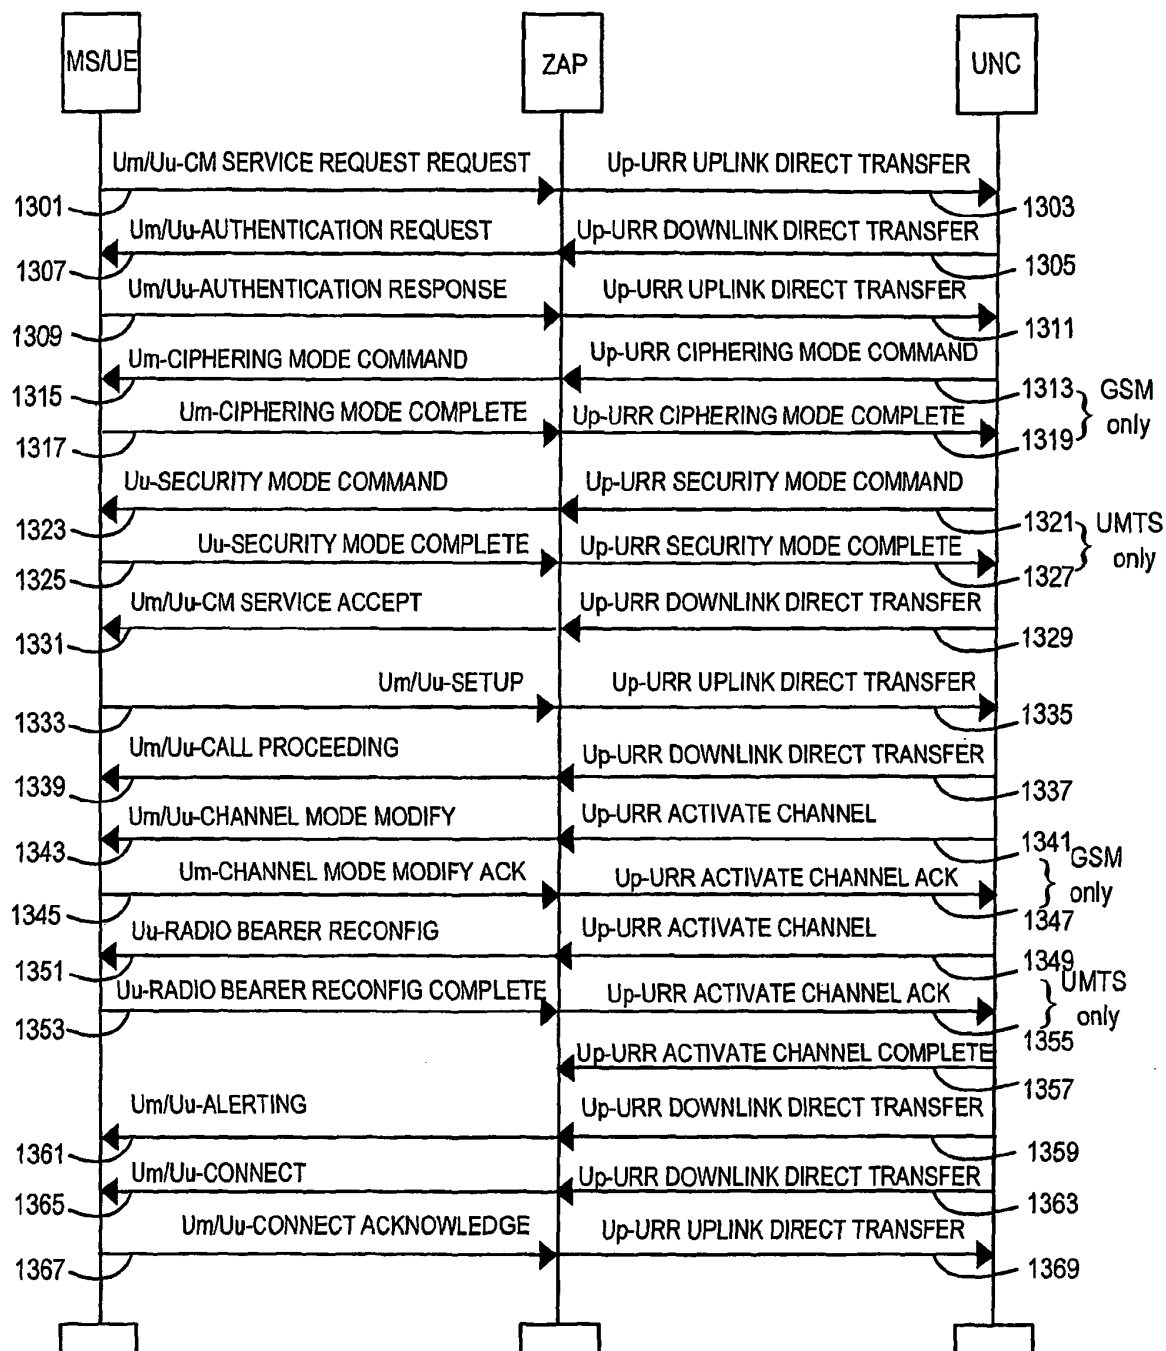 MS/UE
ZAP
UNC
Um/Uu-CM SERVICE REQUEST REQUEST
Up-URR UPLINK DIRECT TRANSFER
1301
1303
Um/Uu-AUTHENTICATION REQUEST
Up-URR DOWNLINK DIRECT TRANSFER
1307
1305
Um/Uu-AUTHENTICATION RESPONSE
Up-URR UPLINK DIRECT TRANSFER
1309
1311
Um-CIPHERING MODE COMMAND
Up-URR CIPHERING MODE COMMAND
1315
1313
Um-CIPHERING MODE COMPLETE
Up-URR CIPHERING MODE COMPLETE
1317
1319
GSM
only
Uu-SECURITY MODE COMMAND
Up-URR SECURITY MODE COMMAND
1323
1321
Uu-SECURITY MODE COMPLETE
Up-URR SECURITY MODE COMPLETE
1325
1327
UMTS
only
Um/Uu-CM SERVICE ACCEPT
Up-URR DOWNLINK DIRECT TRANSFER
1331
1329
Um/Uu-SETUP
Up-URR UPLINK DIRECT TRANSFER
1333
1335
Um/Uu-CALL PROCEEDING
Up-URR DOWNLINK DIRECT TRANSFER
1339
1337
Um/Uu-CHANNEL MODE MODIFY
Up-URR ACTIVATE CHANNEL
1343
1341
Um-CHANNEL MODE MODIFY ACK
Up-URR ACTIVATE CHANNEL ACK
1345
1347
GSM
only
Uu-RADIO BEARER RECONFIG
Up-URR ACTIVATE CHANNEL
1351
1349
Uu-RADIO BEARER RECONFIG COMPLETE
Up-URR ACTIVATE CHANNEL ACK
1353
1355
UMTS
only
Up-URR ACTIVATE CHANNEL COMPLETE
1357
Um/Uu-ALERTING
Up-URR DOWNLINK DIRECT TRANSFER
1361
1359
Um/Uu-CONNECT
Up-URR DOWNLINK DIRECT TRANSFER
1365
1363
Um/Uu-CONNECT ACKNOWLEDGE
Up-URR UPLINK DIRECT TRANSFER
1367
1369